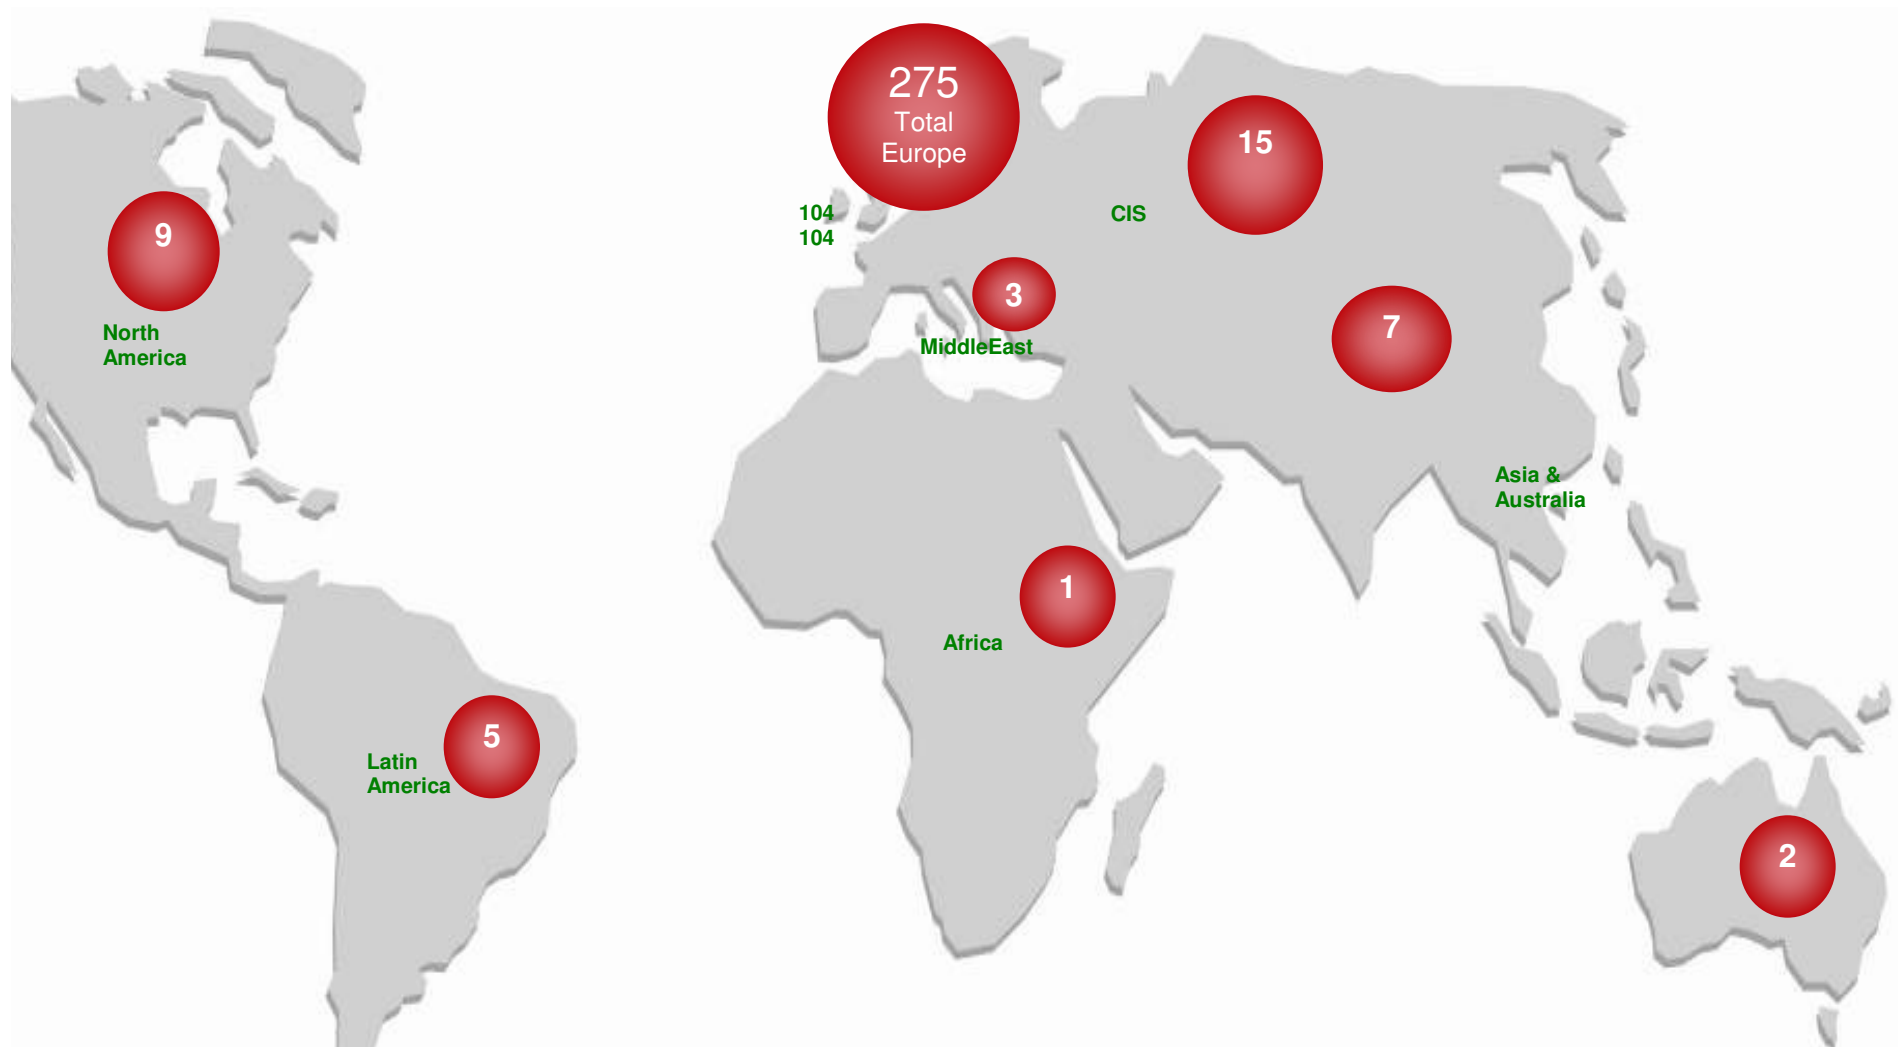 275
Total
Europe
15
104
104
CIS
9
3
7
North
America
MiddleEast
Asia &
Australia
1
Africa
5
Latin
America
2